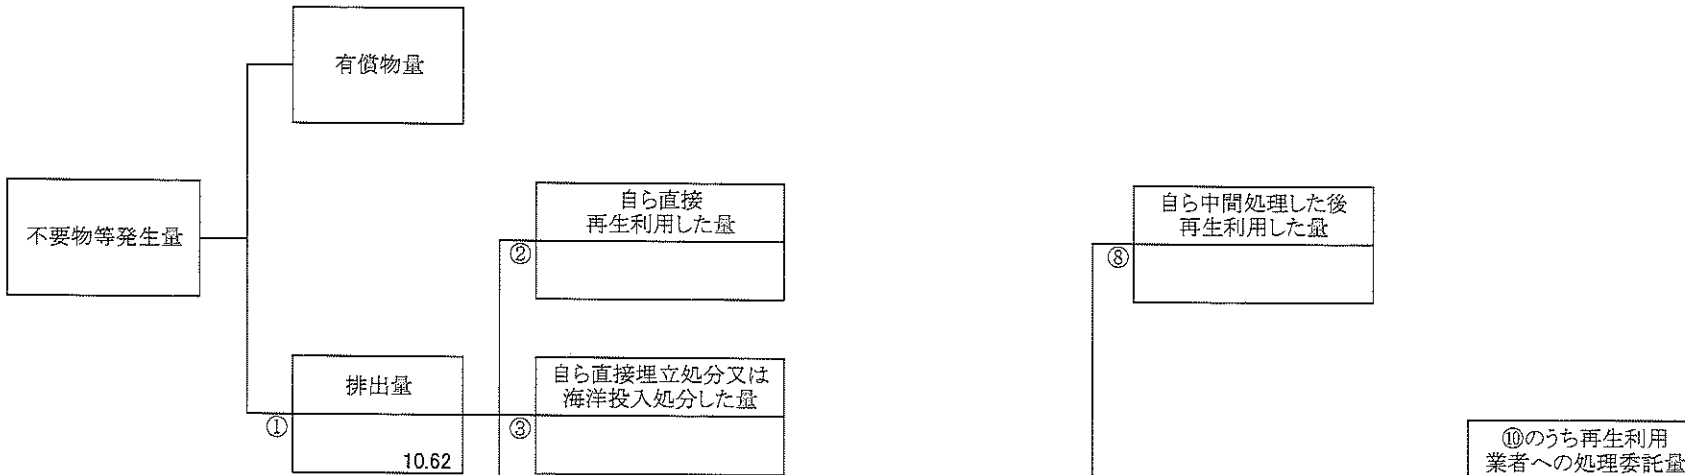 有償物量
不要物等発生量
自ら直接
再生利用した量
②
自ら中間処理した後
再生利用した量
⑧
排出量
①
10.62
自ら直接埋立処分又は
海洋投入処分した量
③
⑩のうち再生利用
業者への処理委託量